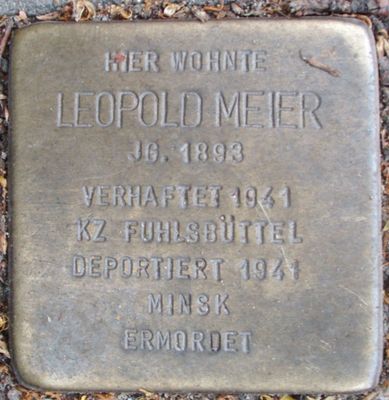 HIER WOHNTE
LEOPOLD MEIER
JG. 1893
VERHAFTET 1941
KZ FUHLSBÜTTEL
DEPORTIERT 1941
MINSK
ERMORDET